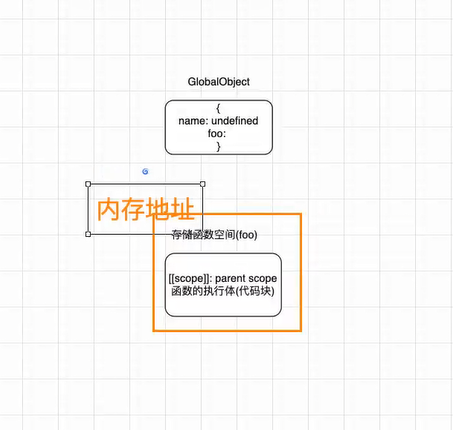 GlobalObject
{
name: undefined
foo:
}
内存地址
存储函数空间(foo)
[[scope]]: parent scope
函数的执行体(代码块)